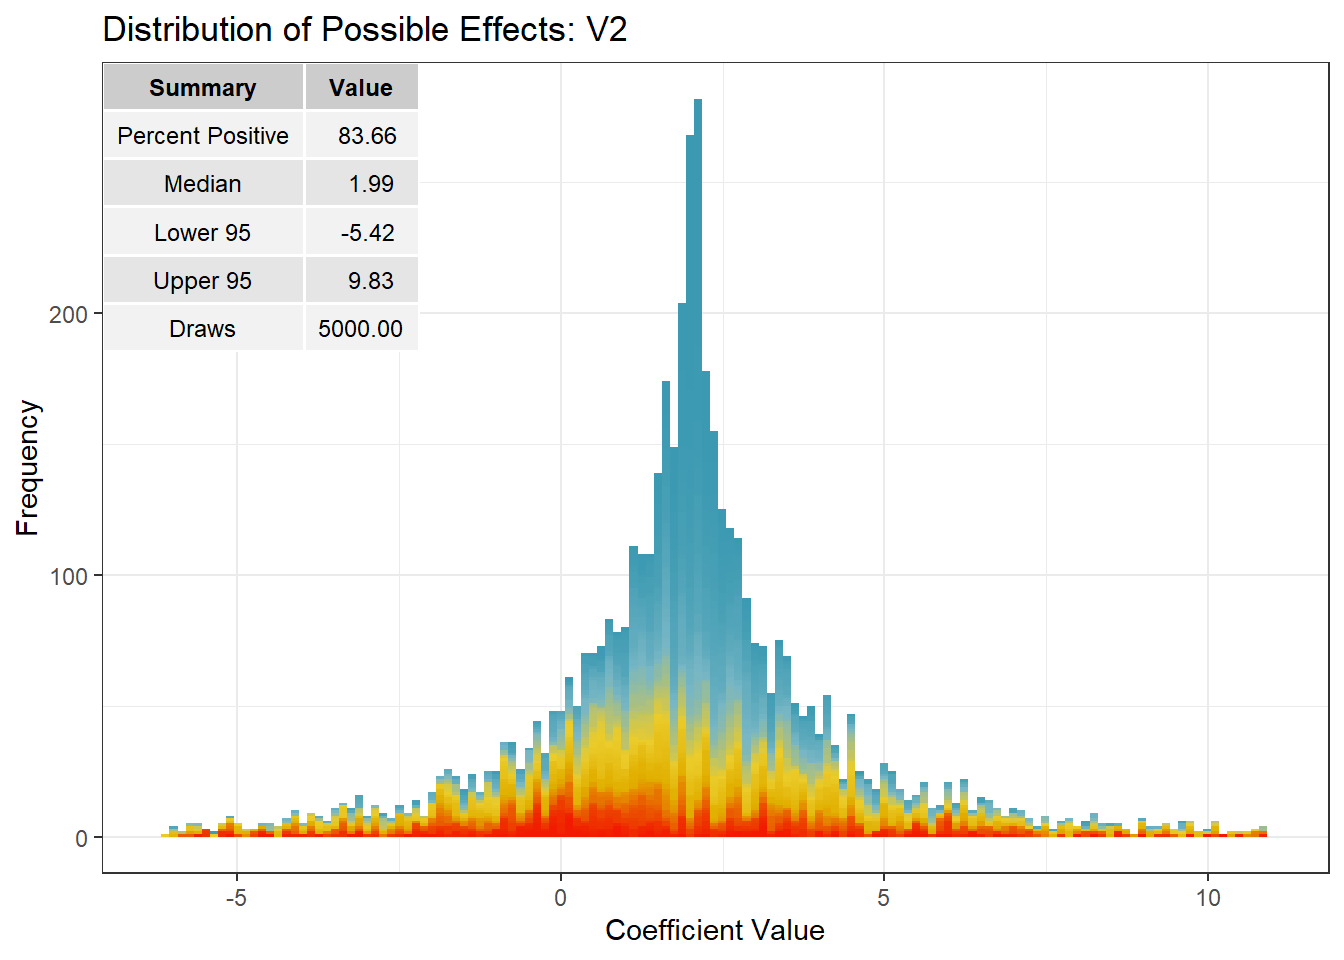 Distribution of Possible Effects: V2
Summary Value
Percent Positive 83.66
Median 1.99
Lower 95 -5.42
Upper 95 9.83
Draws 5000.00
200
100
0
Frequency
-5 0 5 10
Coefficient Value